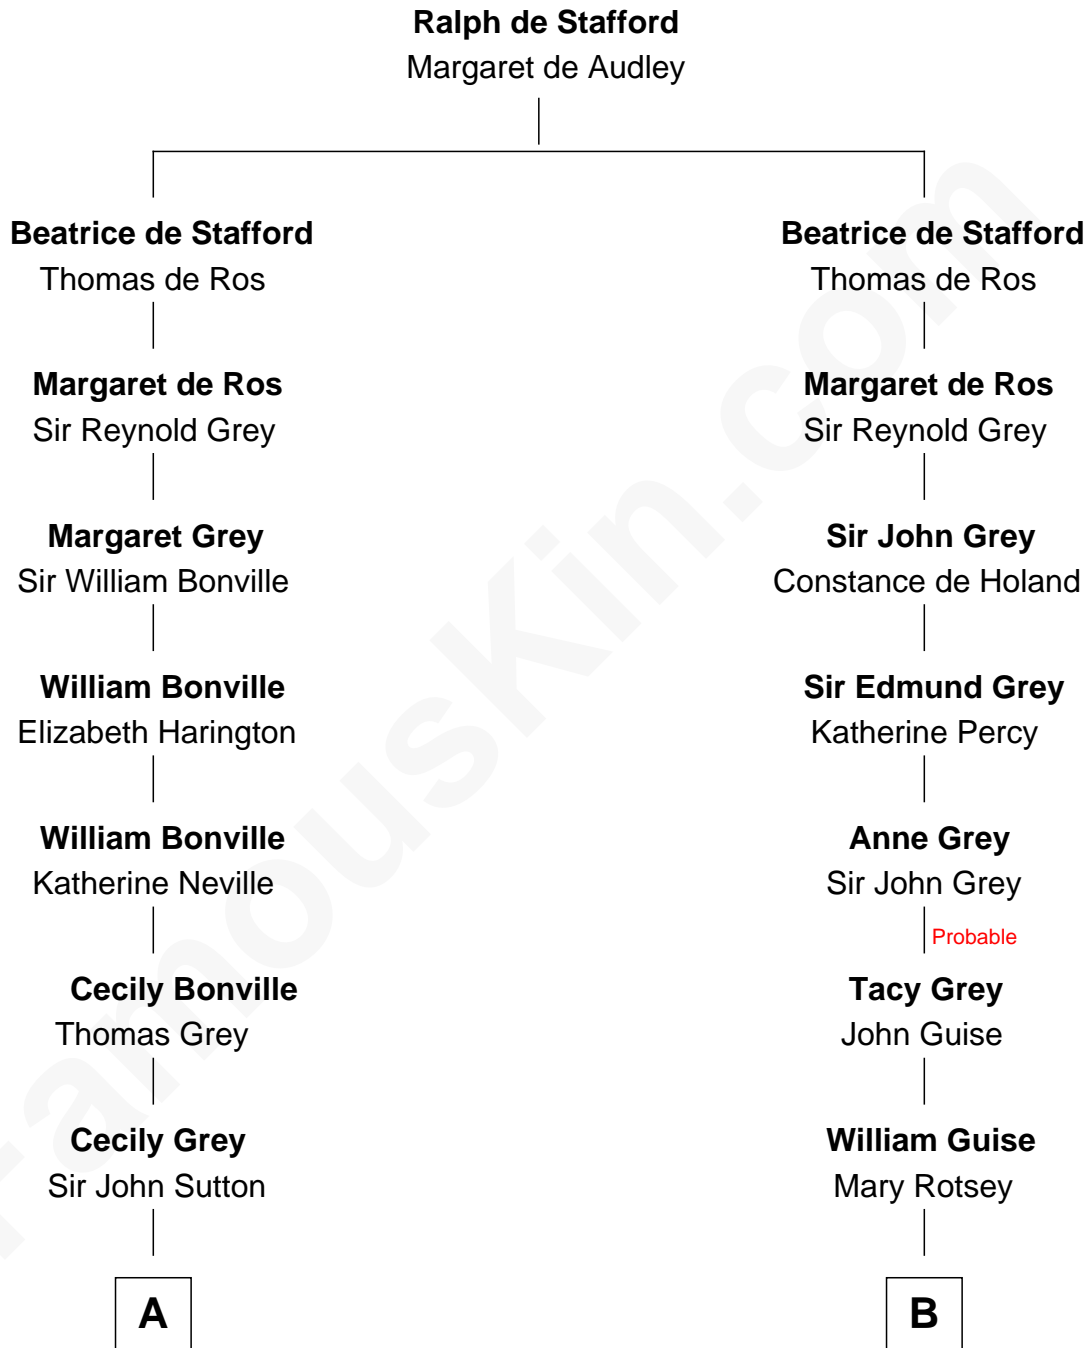 Ralph de Stafford
Margaret de Audley
Beatrice de Stafford
Thomas de Ros
Margaret de Ros
Sir Reynold Grey
Margaret Grey
Sir William Bonville
William Bonville
Elizabeth Harington
William Bonville
Katherine Neville
Cecily Bonville
Thomas Grey
Cecily Grey
Sir John Sutton
A
Beatrice de Stafford
Thomas de Ros
Margaret de Ros
Sir Reynold Grey
Sir John Grey
Constance de Holand
Sir Edmund Grey
Katherine Percy
Anne Grey
Sir John Grey
Probable
Tacy Grey
John Guise
William Guise
Mary Rotsey
B
FamousKin.com